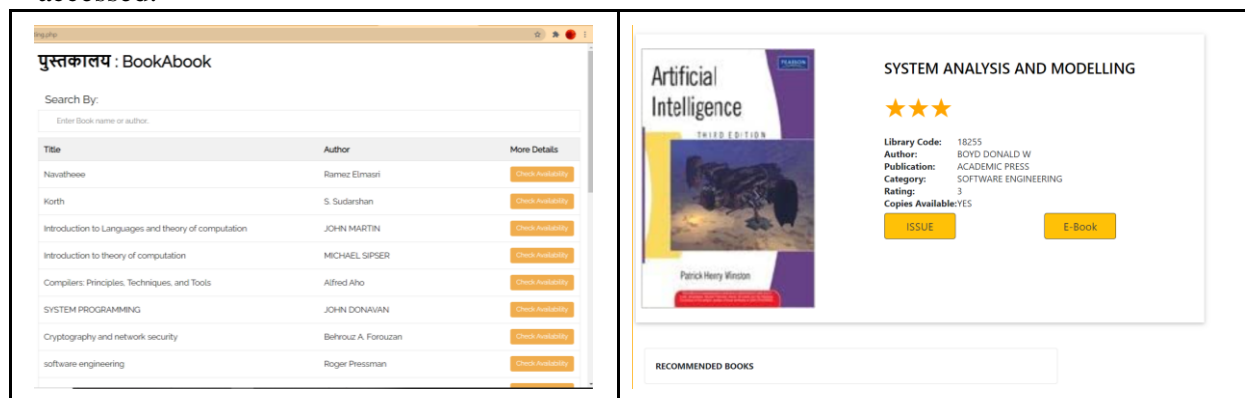 accessed.
ling.php
पुस्तकालय : BookAbook
Search By:
Enter Book name or author.
Title Author More Details
Navatheee Ramez Elmasri Check Availability
Korth S. Sudarshan Check Availability
Introduction to Languages and theory of computation JOHN MARTIN Check Availability
Introduction to theory of computation MICHAEL SIPSER Check Availability
Compilers: Principles, Techniques, and Tools Alfred Aho Check Availability
SYSTEM PROGRAMMING JOHN DONAVAN Check Availability
Cryptography and network security Behrouz A. Forouzan Check Availability
software engineering Roger Pressman Check Availability
PEARSON
Artificial
Intelligence
THIRD EDITION
Patrick Henry Winston
SYSTEM ANALYSIS AND MODELLING
Library Code: 18255
Author: BOYD DONALD W
Publication: ACADEMIC PRESS
Category: SOFTWARE ENGINEERING
Rating: 3
Copies Available:YES
ISSUE E-Book
RECOMMENDED BOOKS